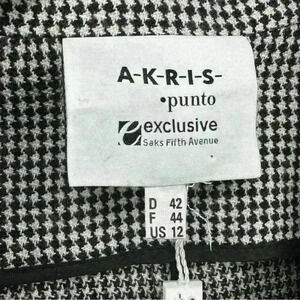 A-K-R-I-S-
•punto
e exclusive
Saks Fifth Avenue
D 42
F 44
US 12